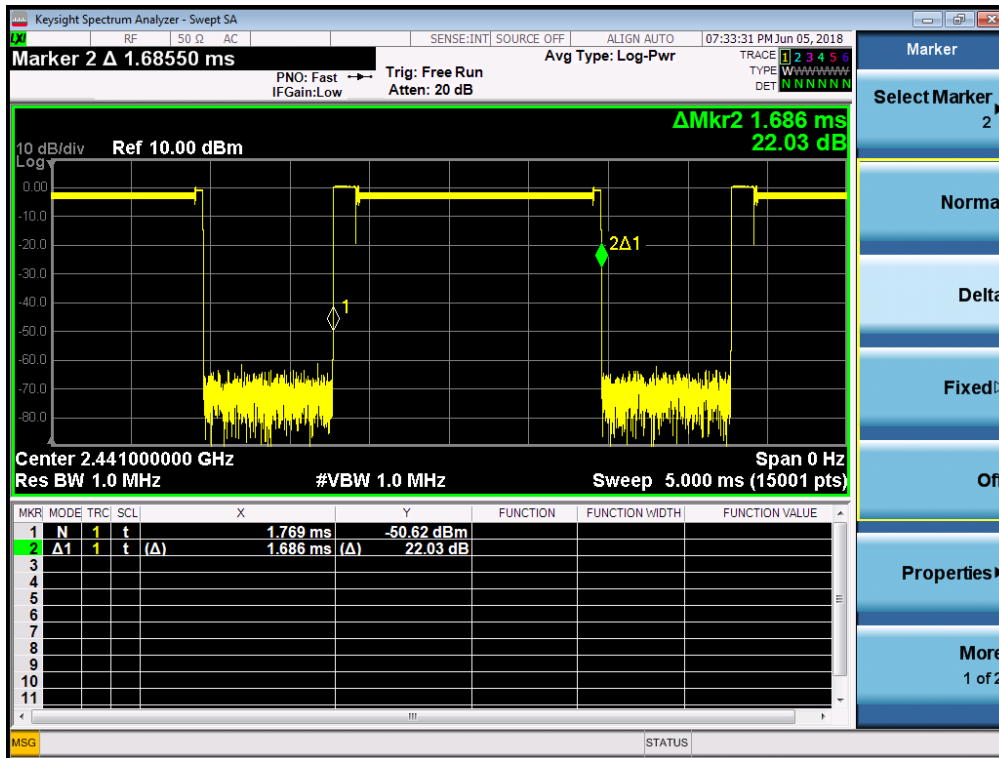 Keysight Spectrum Analyzer - Swept SA
LXI RF 50 Ω AC SENSE:INT SOURCE OFF ALIGN AUTO 07:33:31 PM Jun 05, 2018
Marker 2 Δ 1.68550 ms
PNO: Fast
IFGain:Low
Trig: Free Run
Atten: 20 dB
Avg Type: Log-Pwr
TRACE 1 2 3 4 5 6
TYPE WWWWWW
DET N N N N N N
ΔMkr2 1.686 ms
22.03 dB
10 dB/div Ref 10.00 dBm
Log
0.00
-10.0
-20.0
-30.0
-40.0
-50.0
-60.0
-70.0
-80.0
2Δ1
1
Center 2.441000000 GHz Span 0 Hz
Res BW 1.0 MHz #VBW 1.0 MHz Sweep 5.000 ms (15001 pts)
MKR MODE TRC SCL X Y FUNCTION FUNCTION WIDTH FUNCTION VALUE
1 N 1 t 1.769 ms -50.62 dBm
2 Δ1 1 t (Δ) 1.686 ms (Δ) 22.03 dB
3
4
5
6
7
8
9
10
11
MSG STATUS
Marker
Select Marker
2
Norma
Delta
Fixed
Off
Properties
More
1 of 2